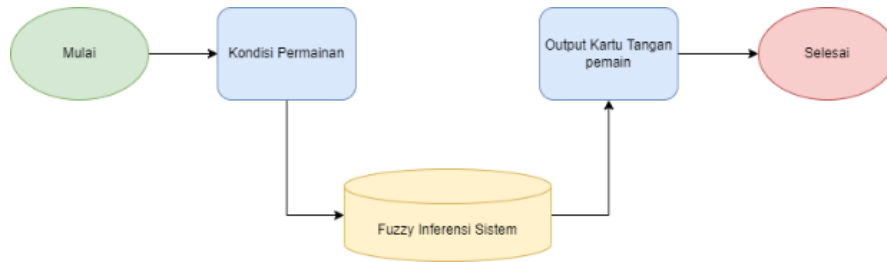 Mulai
Kondisi Permainan
Output Kartu Tangan
pemain
Selesai
Fuzzy Inferensi Sistem